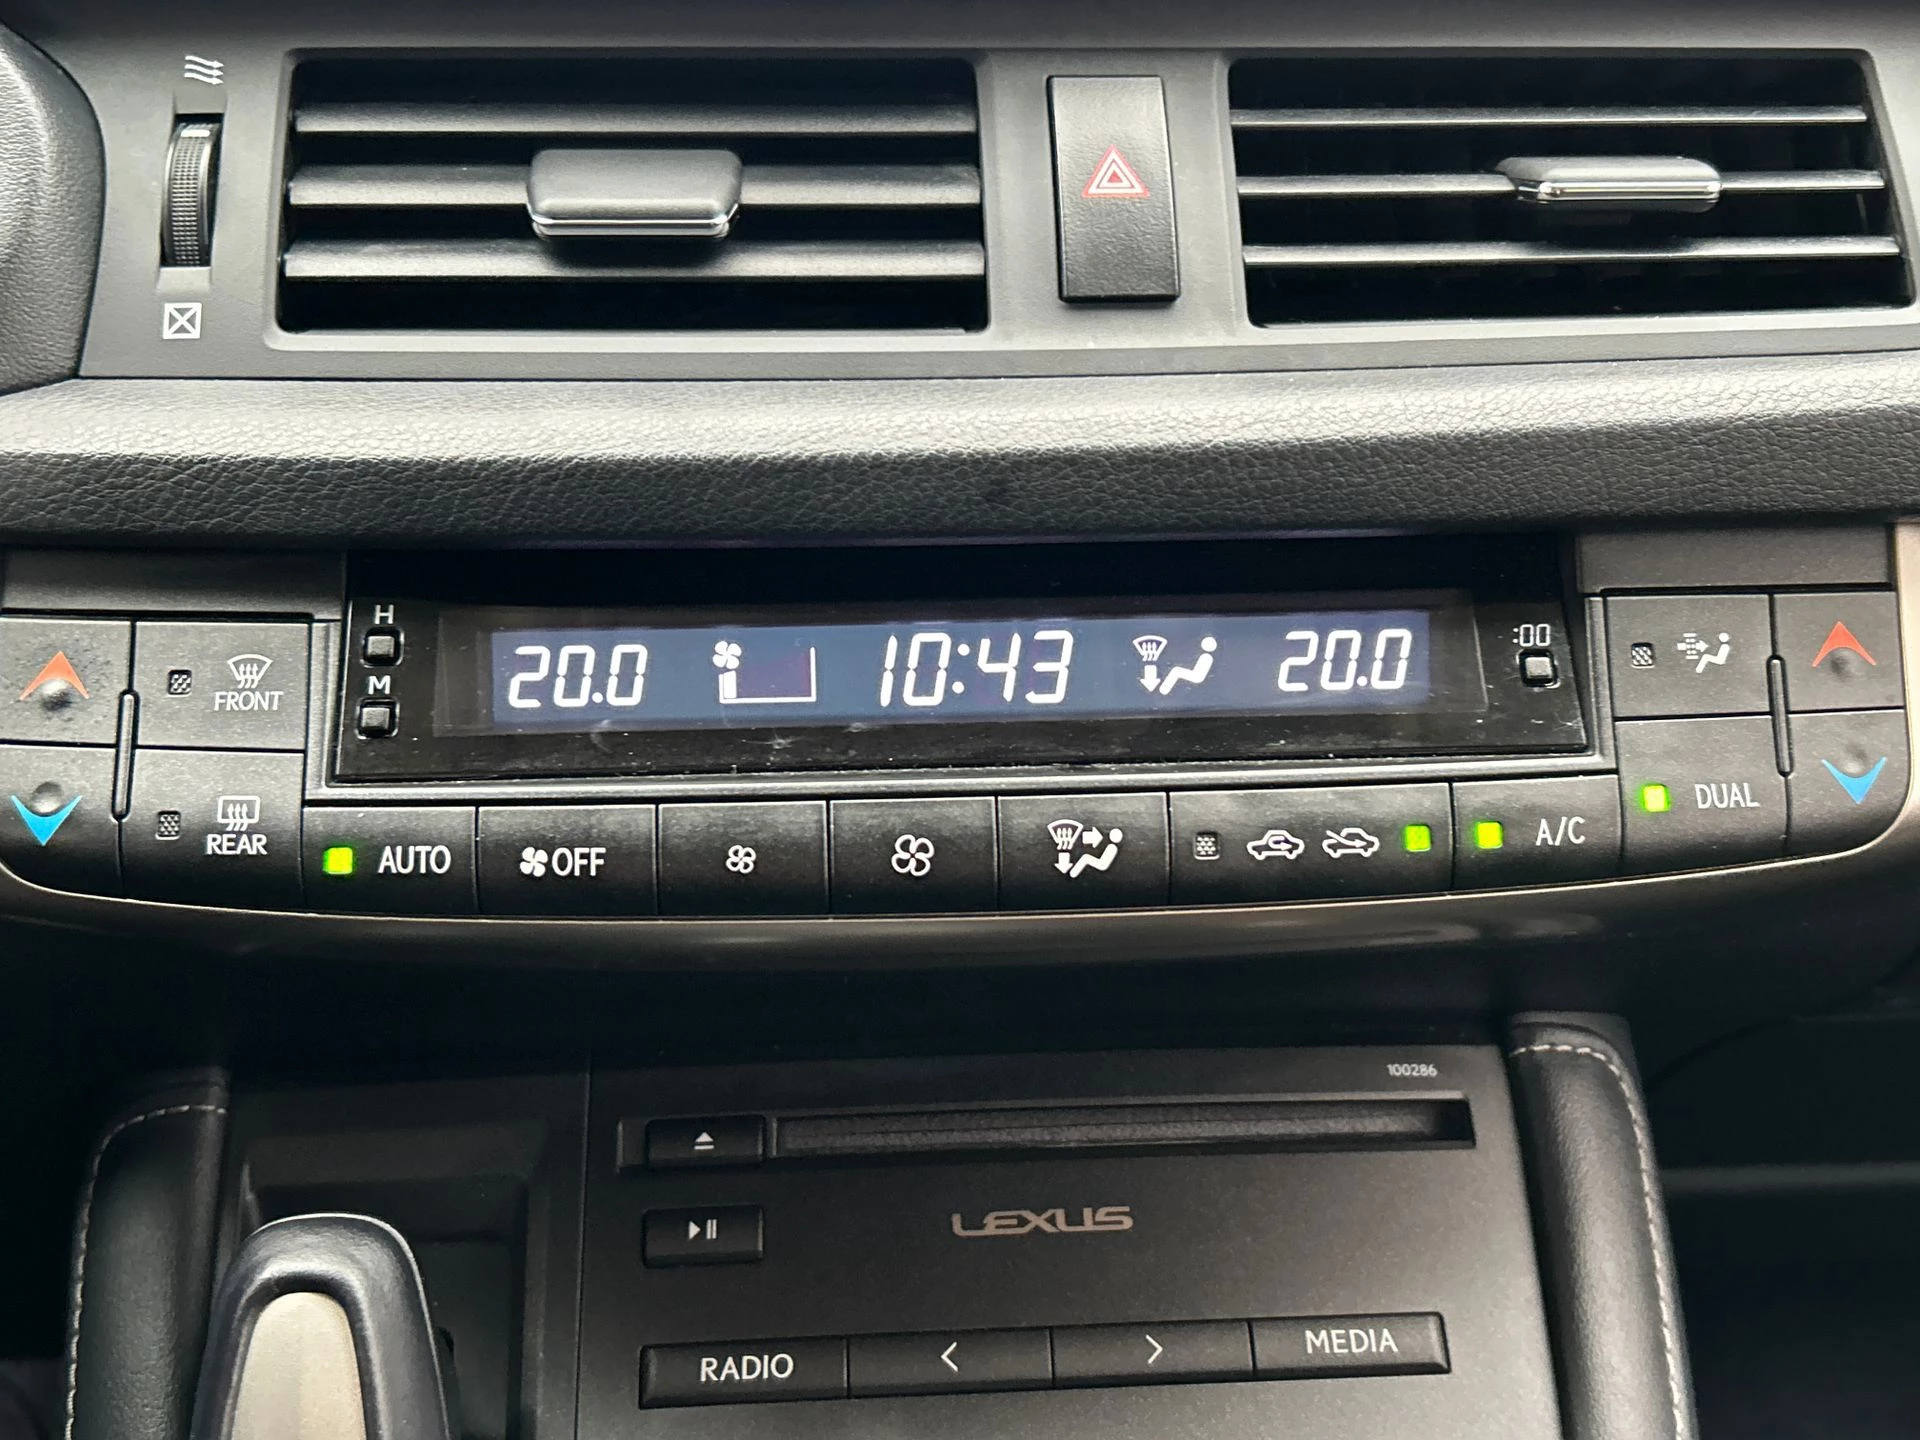 H
M
20.0 10:43 20.0
:00
FRONT
REAR
AUTO
OFF
A/C
DUAL
100286
LEXUS
RADIO < > MEDIA